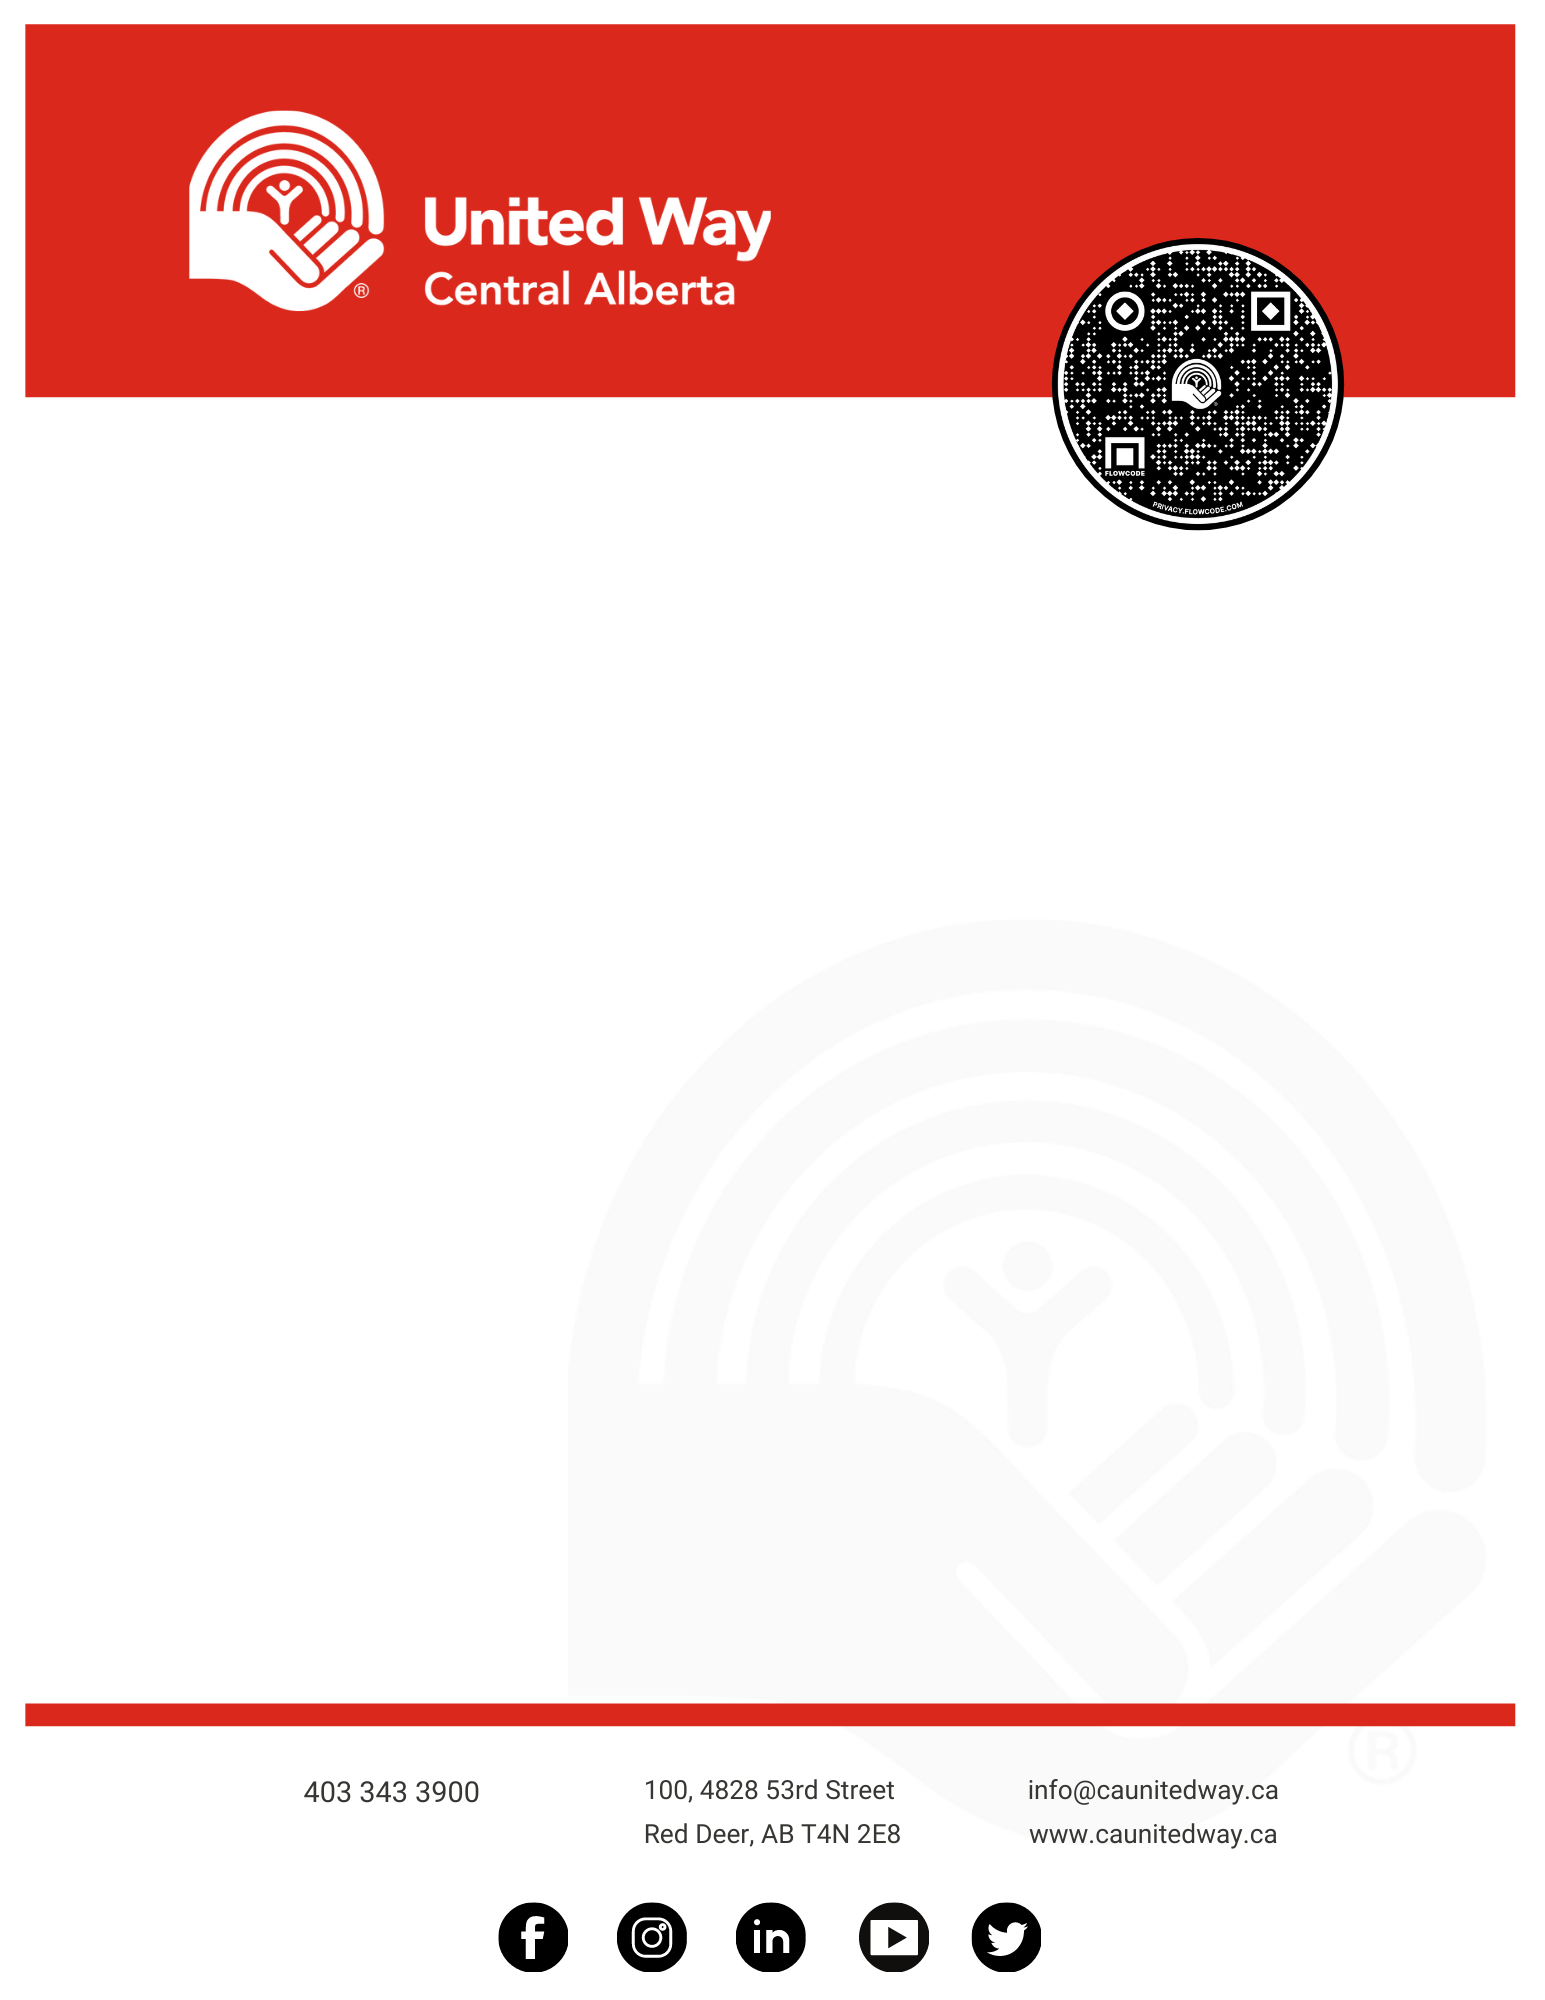 United Way
Central Alberta
®
FLOWCODE
PRIVACY.FLOWCODE.COM
®
403 343 3900
100, 4828 53rd Street
Red Deer, AB T4N 2E8
info@caunitedway.ca
www.caunitedway.ca